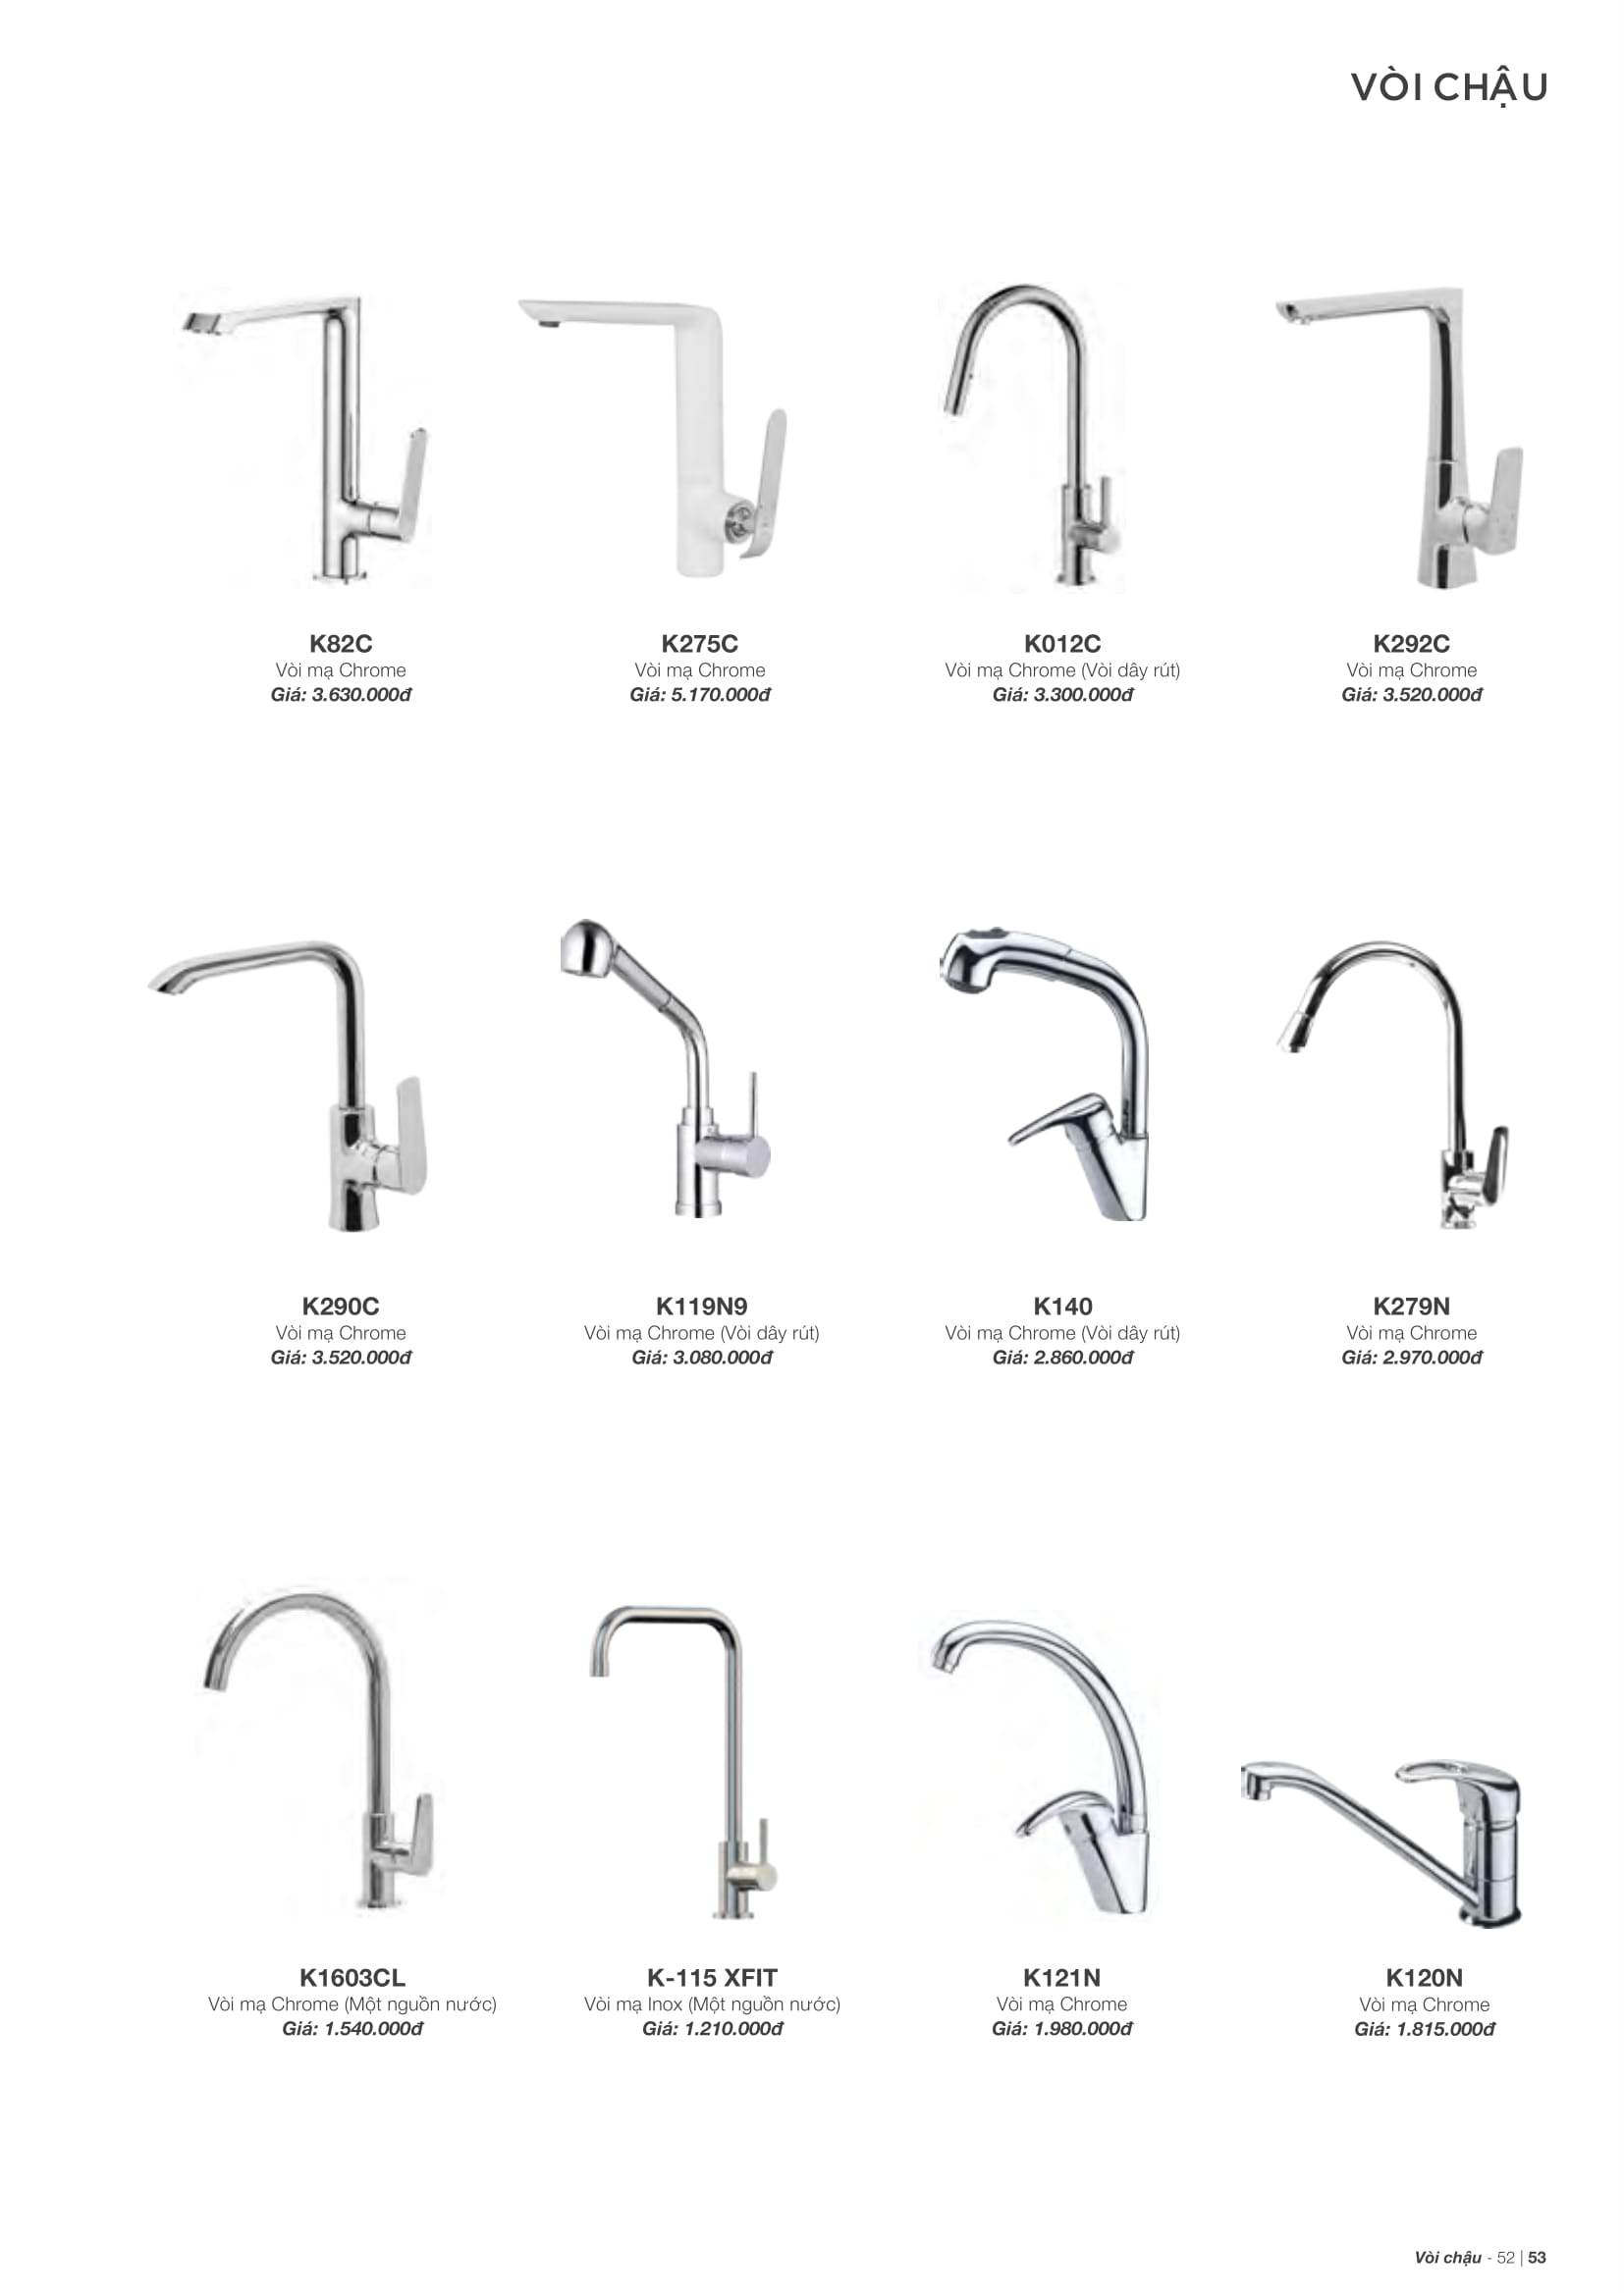 VÒI CHẬU
K82C
Vòi mạ Chrome
Giá: 3.630.000đ
K275C
Vòi mạ Chrome
Giá: 5.170.000đ
K012C
Vòi mạ Chrome (Vòi dây rút)
Giá: 3.300.000đ
K292C
Vòi mạ Chrome
Giá: 3.520.000đ
K290C
Vòi mạ Chrome
Giá: 3.520.000đ
K119N9
Vòi mạ Chrome (Vòi dây rút)
Giá: 3.080.000đ
K140
Vòi mạ Chrome (Vòi dây rút)
Giá: 2.860.000đ
K279N
Vòi mạ Chrome
Giá: 2.970.000đ
K1603CL
Vòi mạ Chrome (Một nguồn nước)
Giá: 1.540.000đ
K-115 XFIT
Vòi mạ Inox (Một nguồn nước)
Giá: 1.210.000đ
K121N
Vòi mạ Chrome
Giá: 1.980.000đ
K120N
Vòi mạ Chrome
Giá: 1.815.000đ
Vòi chậu - 52 | 53